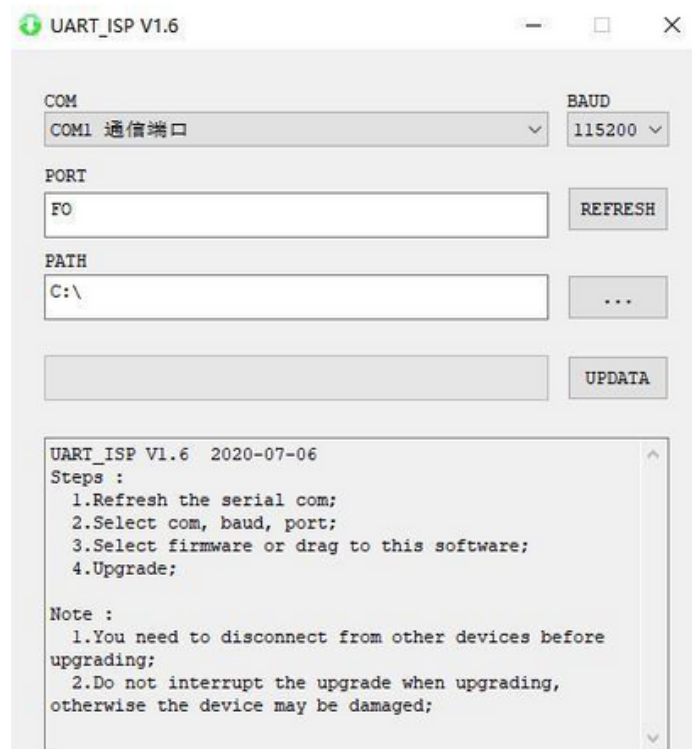 UART_ISP V1.6
COM
BAUD
COM1 通信端口
115200
PORT
FO
REFRESH
PATH
C:\
...
UPDATA
UART_ISP V1.6  2020-07-06
Steps :
1.Refresh the serial com;
2.Select com, baud, port;
3.Select firmware or drag to this software;
4.Upgrade;
Note :
1.You need to disconnect from other devices before
upgrading;
2.Do not interrupt the upgrade when upgrading,
otherwise the device may be damaged;